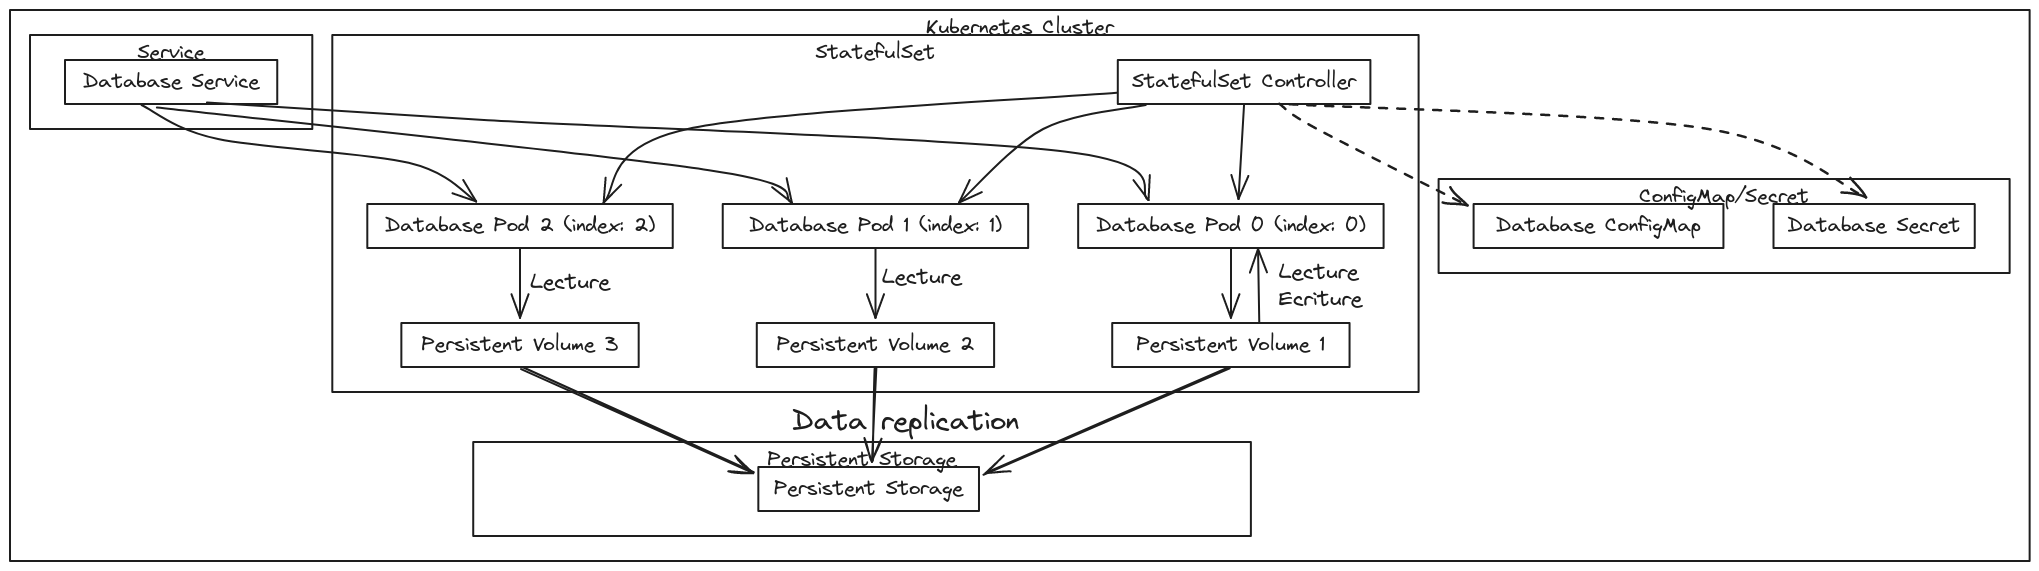 Kubernetes Cluster
Service
Database Service
StatefulSet
StatefulSet Controller
ConfigMap/Secret
Database ConfigMap
Database Secret
Database Pod 2 (index: 2)
Database Pod 1 (index: 1)
Database Pod 0 (index: 0)
Lecture
Lecture
Lecture
Ecriture
Persistent Volume 3
Persistent Volume 2
Persistent Volume 1
Data replication
Persistent Storage
Persistent Storage